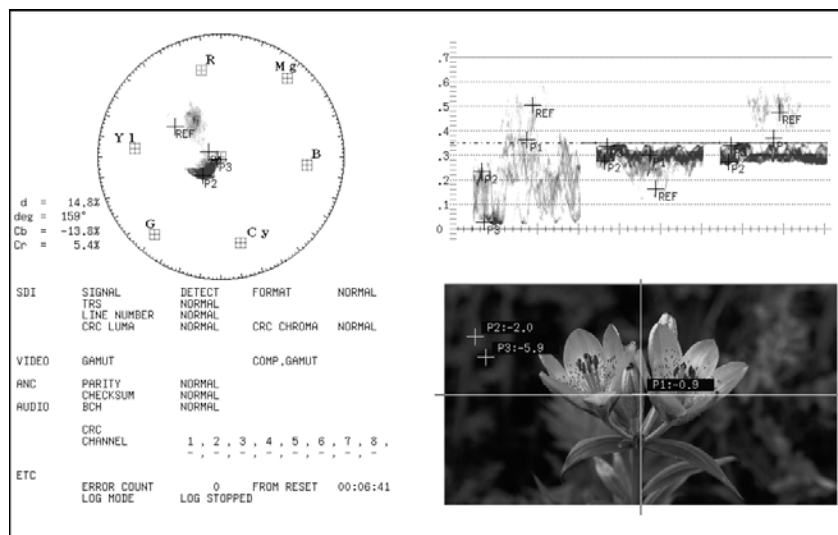 R
Mg
Yl
REF
B
P3
P2
G
Cy
d = 14.8%
deg = 159°
Cb = -13.8%
Cr = 5.4%
.7
.6
.5
.4
.3
.2
.1
0
REF
P1
P2
P3
P3
P1
P2
REF
REF
P1
P3
P2
SDI SIGNAL DETECT FORMAT NORMAL
TRS NORMAL
LINE NUMBER NORMAL
CRC LUMA NORMAL CRC CHROMA NORMAL
VIDEO GAMUT COMP.GAMUT
ANC PARITY NORMAL
CHECKSUM NORMAL
AUDIO BCH NORMAL
CRC
CHANNEL 1 , 2 , 3 , 4 , 5 , 6 , 7 , 8 ,
- , - , - , - , - , - , - , -
ETC
ERROR COUNT 0 FROM RESET 00:06:41
LOG MODE LOG STOPPED
P2:-2.0
P3:-5.9
P1:-0.9